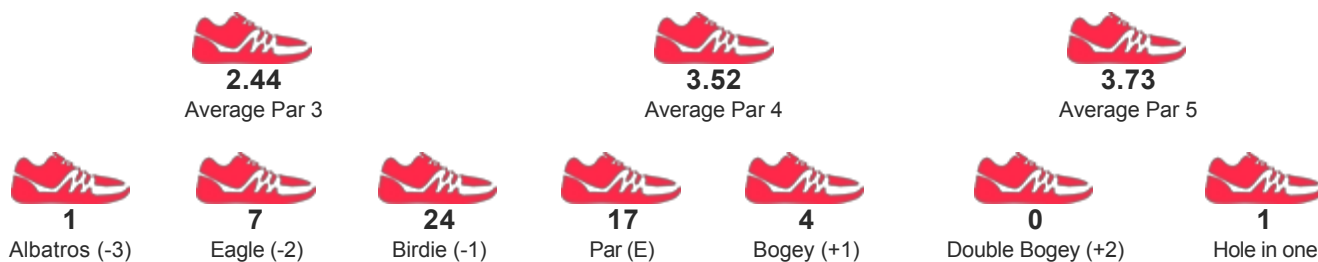 2.44 3.52 3.73
Average Par 3 Average Par 4 Average Par 5
1 7 24 17 4 0 1
Albatros (-3) Eagle (-2) Birdie (-1) Par (E) Bogey (+1) Double Bogey (+2) Hole in one